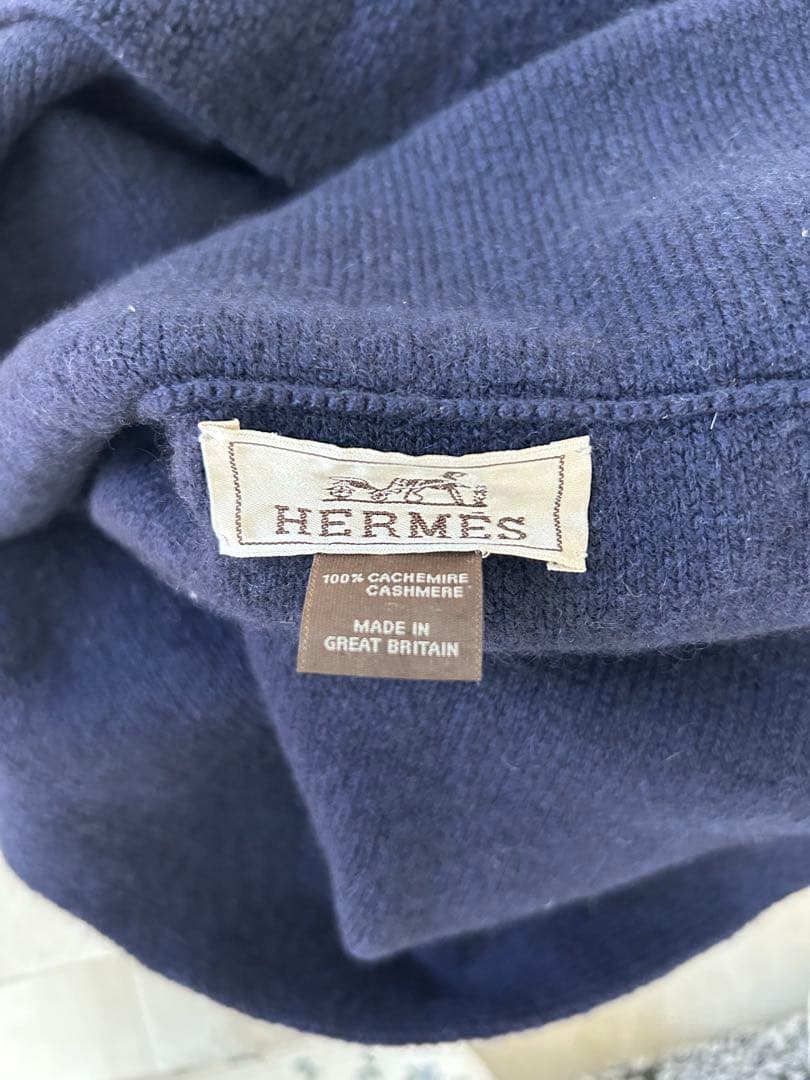 HERMES
100% CACHEMIRE
CASHMERE
MADE IN
GREAT BRITAIN